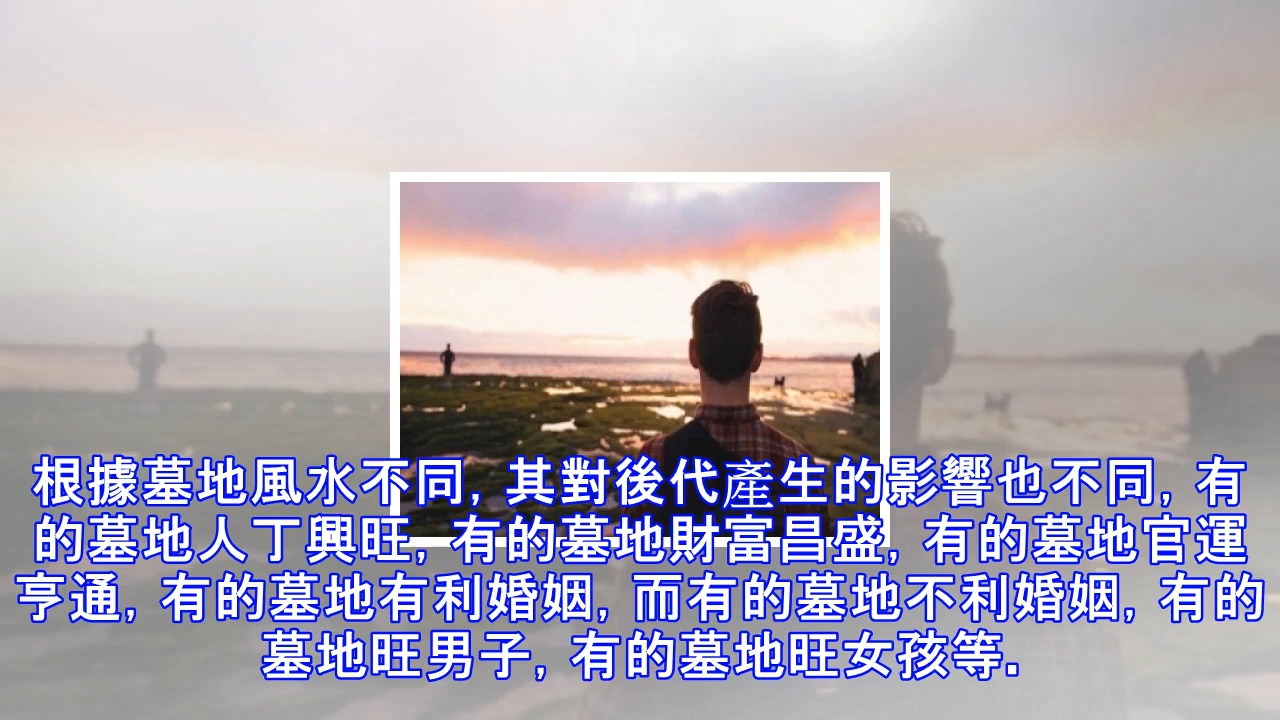 根據墓地風水不同, 其對後代產生的影響也不同, 有
的墓地人丁興旺, 有的墓地財富昌盛, 有的墓地官運
亨通, 有的墓地有利婚姻, 而有的墓地不利婚姻, 有的
墓地旺男子, 有的墓地旺女孩等.